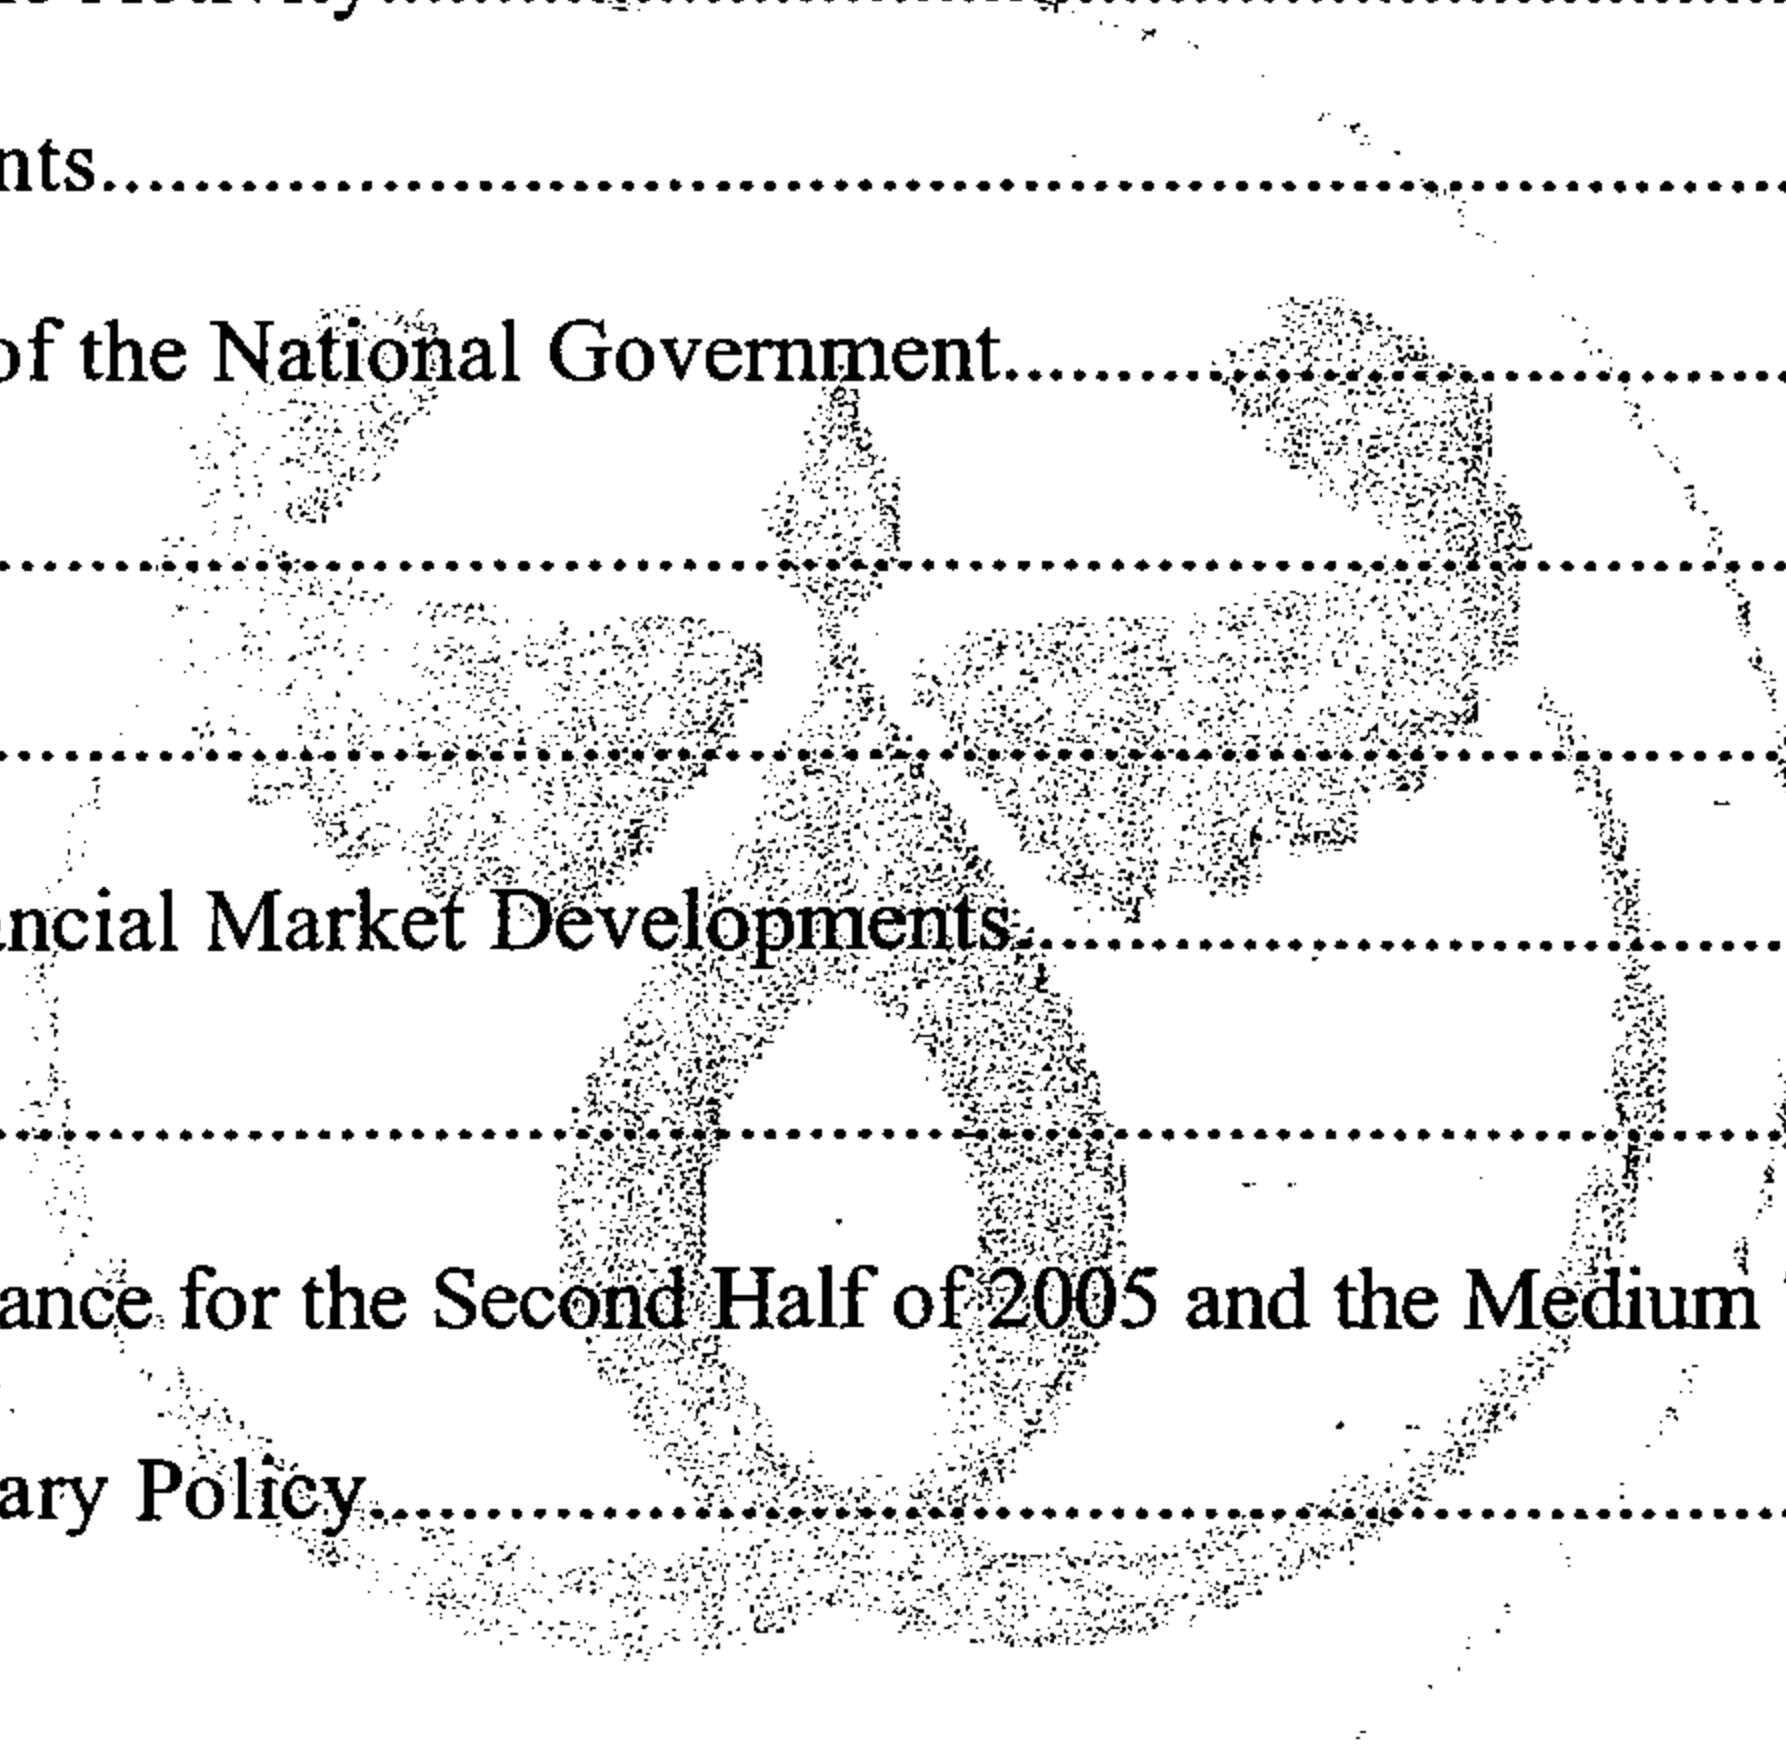 nts..........................................................................
of the National Government..................................
..........................................................................
..........................................................................
ancial Market Developments.................................
..........................................................................
ance for the Second Half of 2005 and the Medium
ary Policy.............................................................